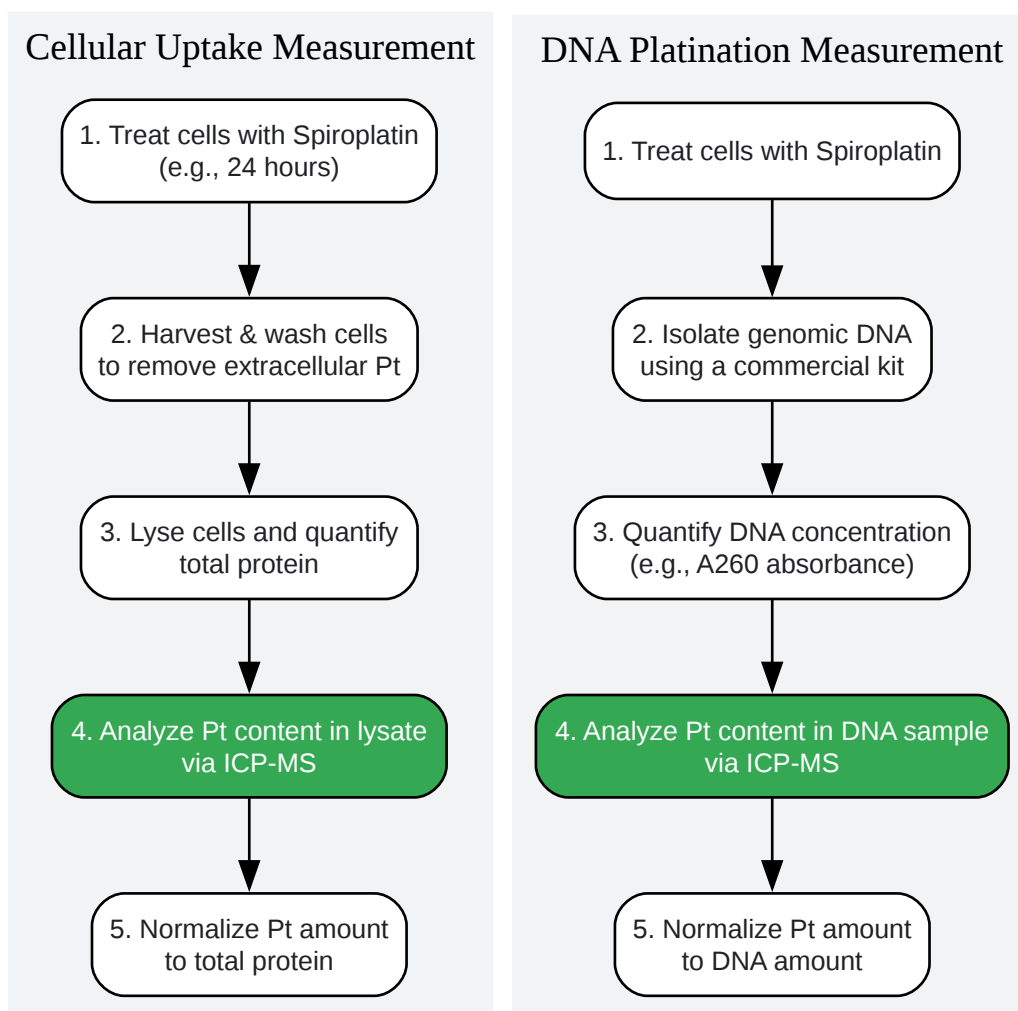 Cellular Uptake Measurement
1. Treat cells with Spiroplatin
(e.g., 24 hours)
2. Harvest & wash cells
to remove extracellular Pt
3. Lyse cells and quantify
total protein
4. Analyze Pt content in lysate
via ICP-MS
5. Normalize Pt amount
to total protein
DNA Platination Measurement
1. Treat cells with Spiroplatin
2. Isolate genomic DNA
using a commercial kit
3. Quantify DNA concentration
(e.g., A260 absorbance)
4. Analyze Pt content in DNA sample
via ICP-MS
5. Normalize Pt amount
to DNA amount